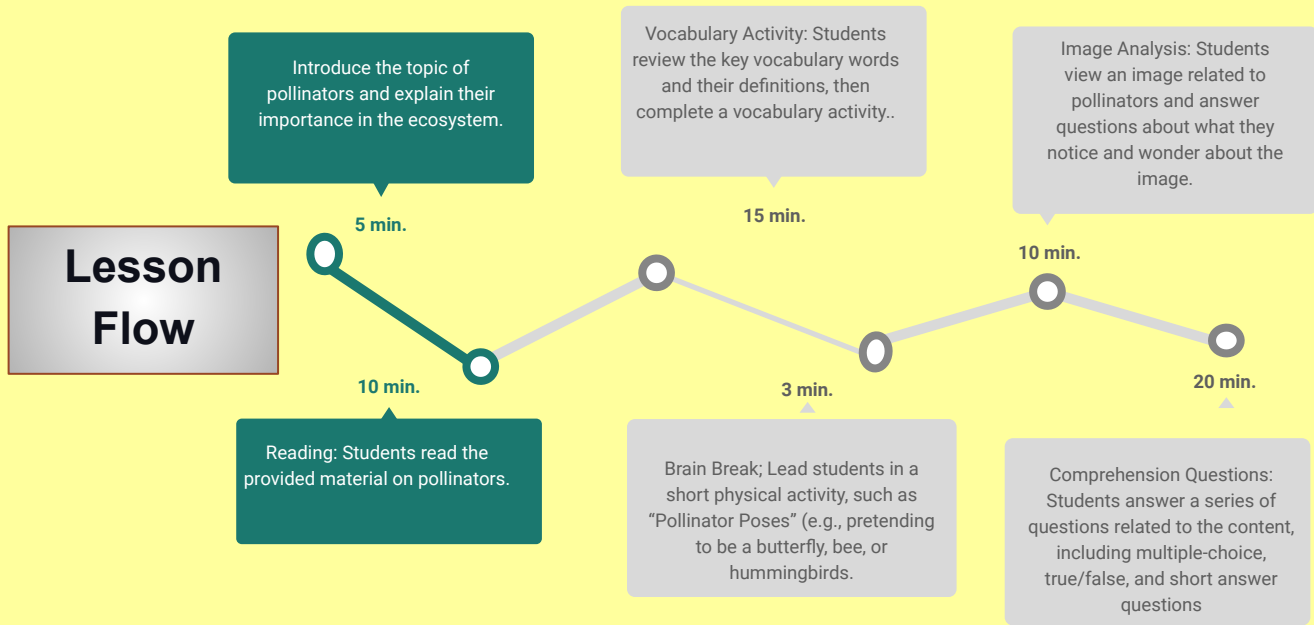 Lesson
Flow
Introduce the topic of
pollinators and explain their
importance in the ecosystem.
5 min.
10 min.
Reading: Students read the
provided material on pollinators.
Vocabulary Activity: Students
review the key vocabulary words
and their definitions, then
complete a vocabulary activity..
15 min.
3 min.
Brain Break; Lead students in a
short physical activity, such as
“Pollinator Poses” (e.g., pretending
to be a butterfly, bee, or
hummingbirds.
Image Analysis: Students
view an image related to
pollinators and answer
questions about what they
notice and wonder about the
image.
10 min.
20 min.
Comprehension Questions:
Students answer a series of
questions related to the content,
including multiple-choice,
true/false, and short answer
questions